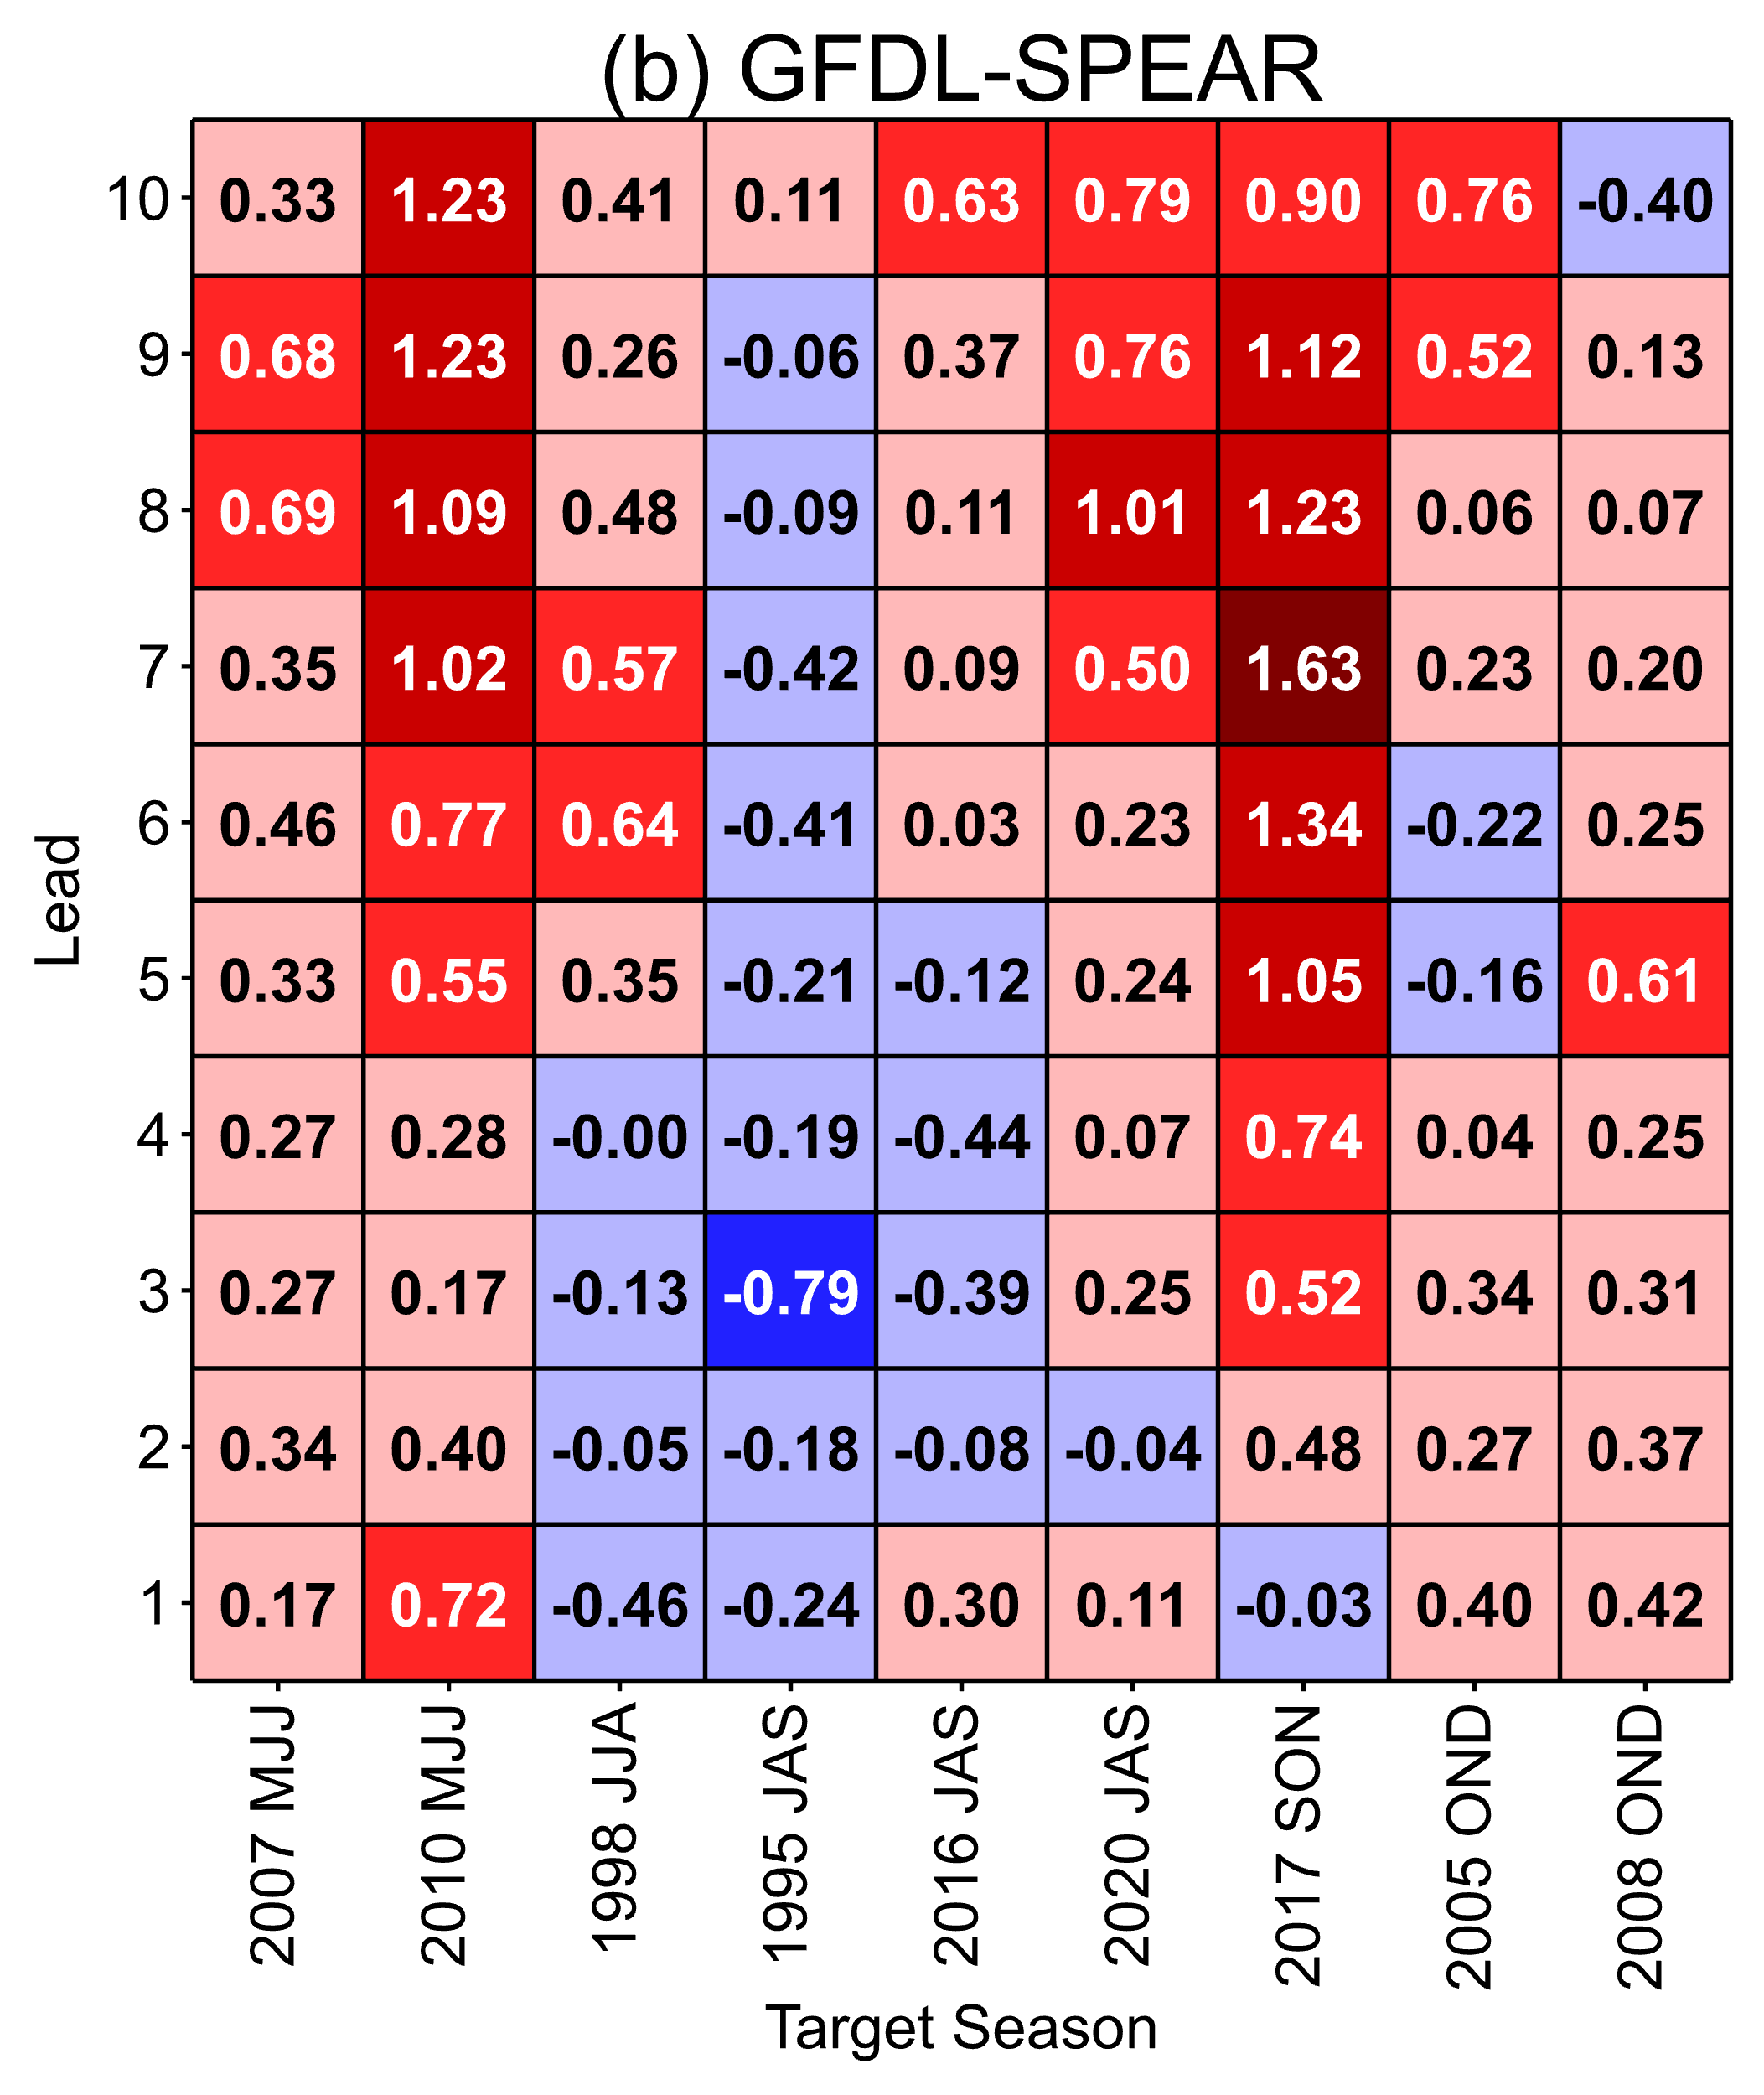 (b) GFDL-SPEAR
10 0.33 1.23 0.41 0.11 0.63 0.79 0.90 0.76 -0.40
9 0.68 1.23 0.26 -0.06 0.37 0.76 1.12 0.52 0.13
8 0.69 1.09 0.48 -0.09 0.11 1.01 1.23 0.06 0.07
7 0.35 1.02 0.57 -0.42 0.09 0.50 1.63 0.23 0.20
6 0.46 0.77 0.64 -0.41 0.03 0.23 1.34 -0.22 0.25
5 0.33 0.55 0.35 -0.21 -0.12 0.24 1.05 -0.16 0.61
4 0.27 0.28 -0.00 -0.19 -0.44 0.07 0.74 0.04 0.25
3 0.27 0.17 -0.13 -0.79 -0.39 0.25 0.52 0.34 0.31
2 0.34 0.40 -0.05 -0.18 -0.08 -0.04 0.48 0.27 0.37
1 0.17 0.72 -0.46 -0.24 0.30 0.11 -0.03 0.40 0.42
Lead
2007 MJJ
2010 MJJ
1998 JJA
1995 JAS
2016 JAS
2020 JAS
2017 SON
2005 OND
2008 OND
Target Season